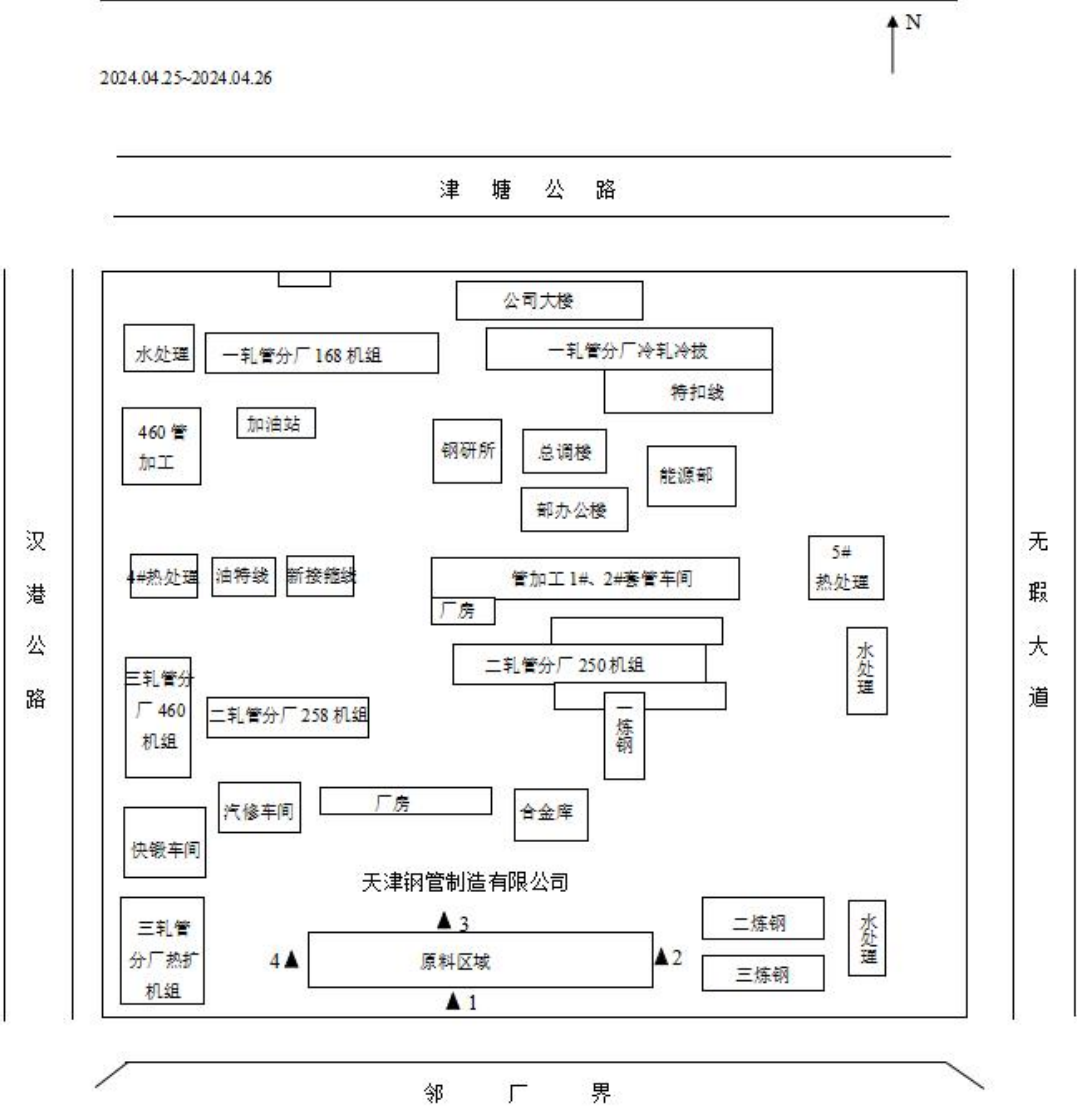 N
2024.04.25~2024.04.26
津塘公路
公司大楼
水处理
一轧管分厂168机组
一轧管分厂冷轧冷拔
特扣线
460管
加工
加油站
钢研所
总调楼
能源部
部办公楼
汉港公路
无瑕大道
4#热处理
油特线
新接箍线
管加工1#、2#套管车间
厂房
5#
热处理
二轧管分厂250机组
水处理
三轧管分
厂460
机组
二轧管分厂258机组
一炼钢
汽修车间
厂房
合金库
快锻车间
天津钢管制造有限公司
三轧管
分厂热扩
机组
▲3
4▲
原料区域
▲2
▲1
二炼钢
三炼钢
水处理
邻厂界